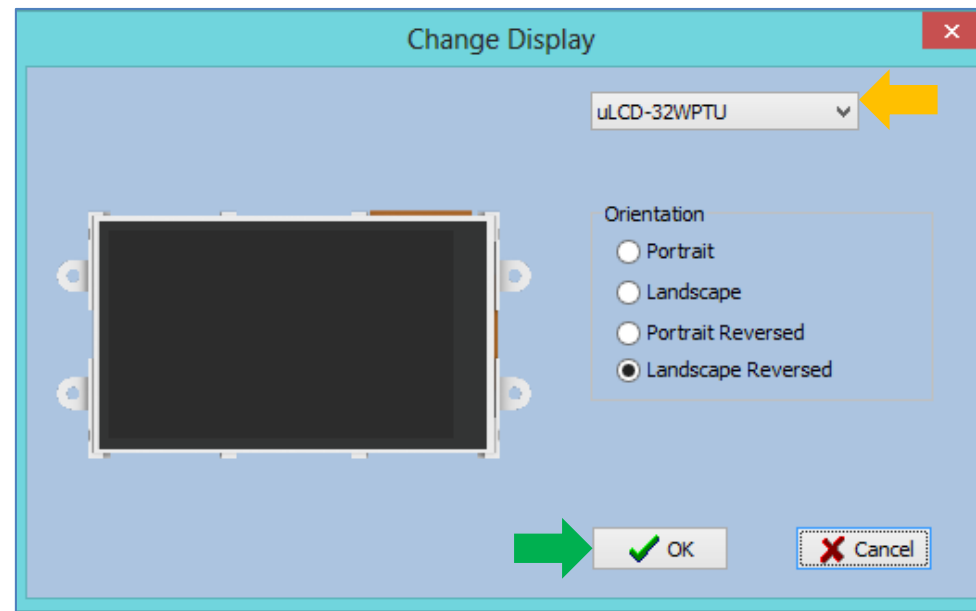 Change Display
uLCD-32WPTU
Orientation
Portrait
Landscape
Portrait Reversed
Landscape Reversed
OK
Cancel